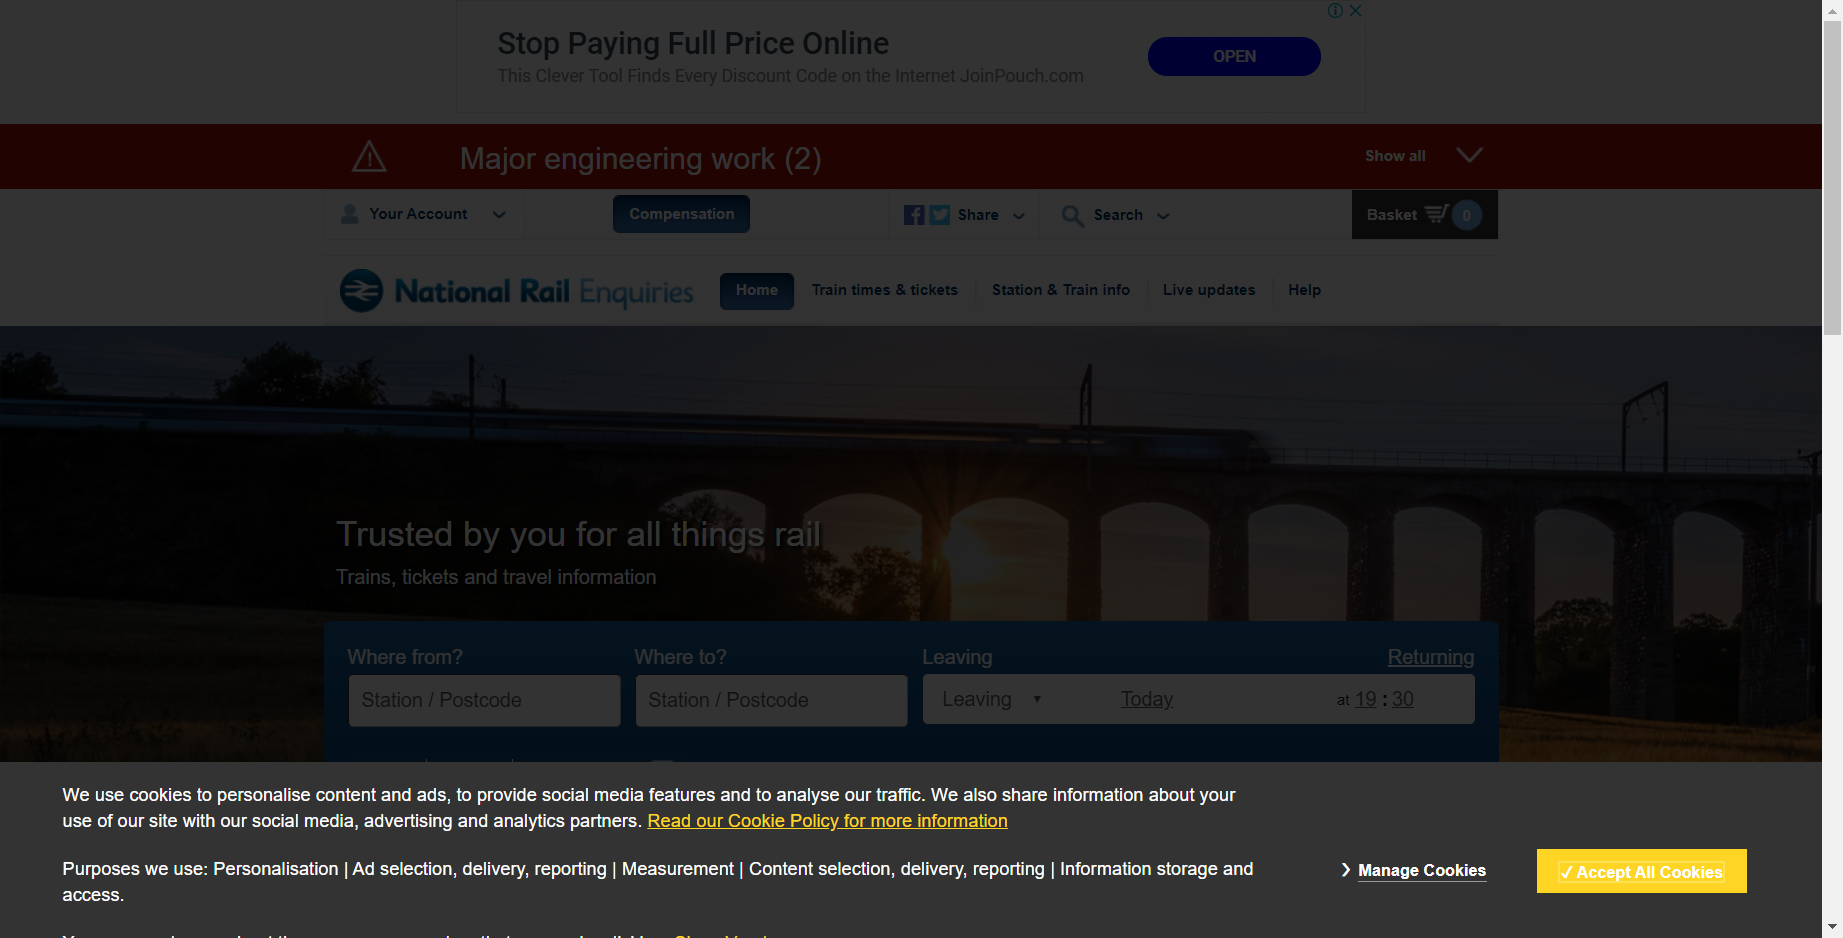 Stop Paying Full Price Online
This Clever Tool Finds Every Discount Code on the Internet JoinPouch.com
OPEN
Major engineering work (2)
Show all
Your Account
Compensation
Share
Search
Basket
0
National Rail Enquiries
Home
Train times & tickets
Station & Train info
Live updates
Help
Trusted by you for all things rail
Trains, tickets and travel information
Where from?
Where to?
Leaving
Returning
Station / Postcode
Station / Postcode
Leaving
Today
at 19 : 30
We use cookies to personalise content and ads, to provide social media features and to analyse our traffic. We also share information about your
use of our site with our social media, advertising and analytics partners. Read our Cookie Policy for more information
Purposes we use: Personalisation | Ad selection, delivery, reporting | Measurement | Content selection, delivery, reporting | Information storage and
access.
Manage Cookies
✓ Accept All Cookies